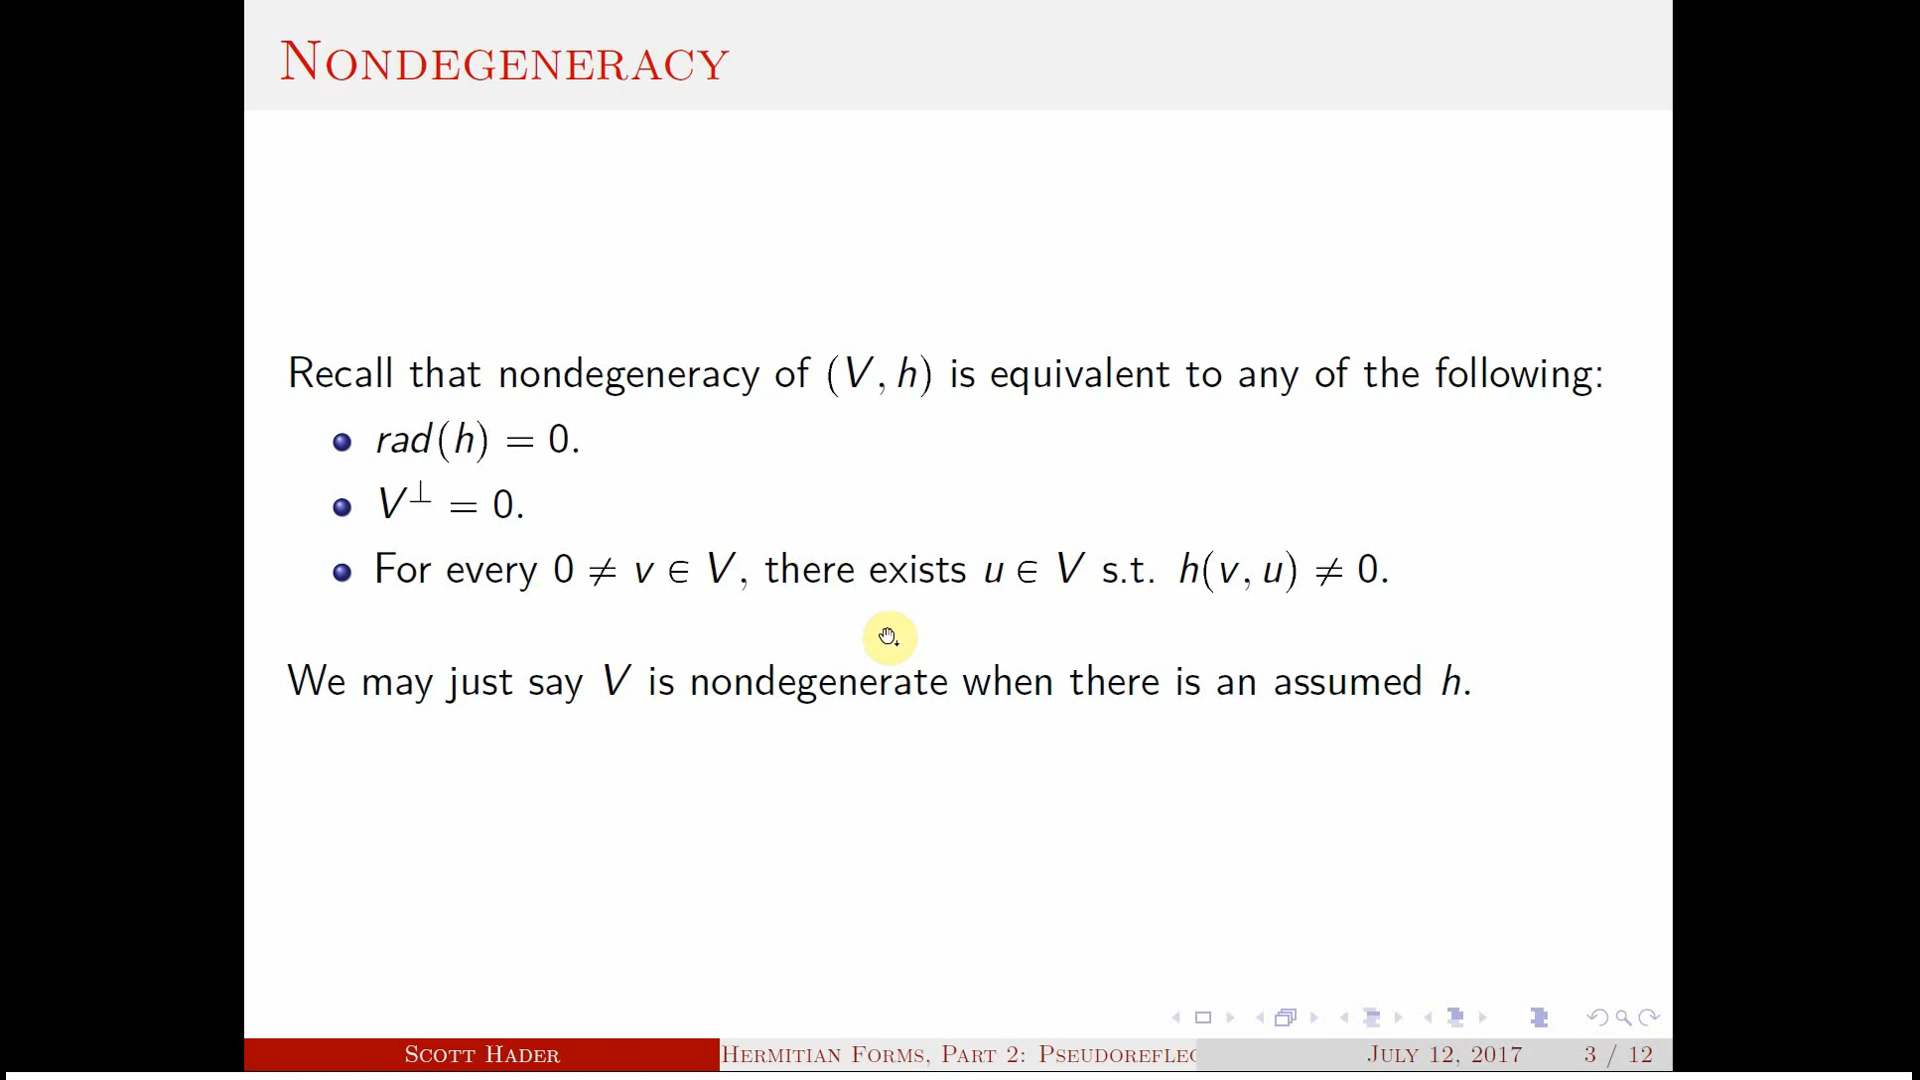 NONDEGENERACY
Recall that nondegeneracy of (V, h) is equivalent to any of the following:
rad(h) = 0.
V⊥ = 0.
For every 0 ≠ v ∈ V, there exists u ∈ V s.t. h(v, u) ≠ 0.
We may just say V is nondegenerate when there is an assumed h.
SCOTT HADER HERMITIAN FORMS, PART 2: PSEUDOREFLEC JULY 12, 2017 3 / 12